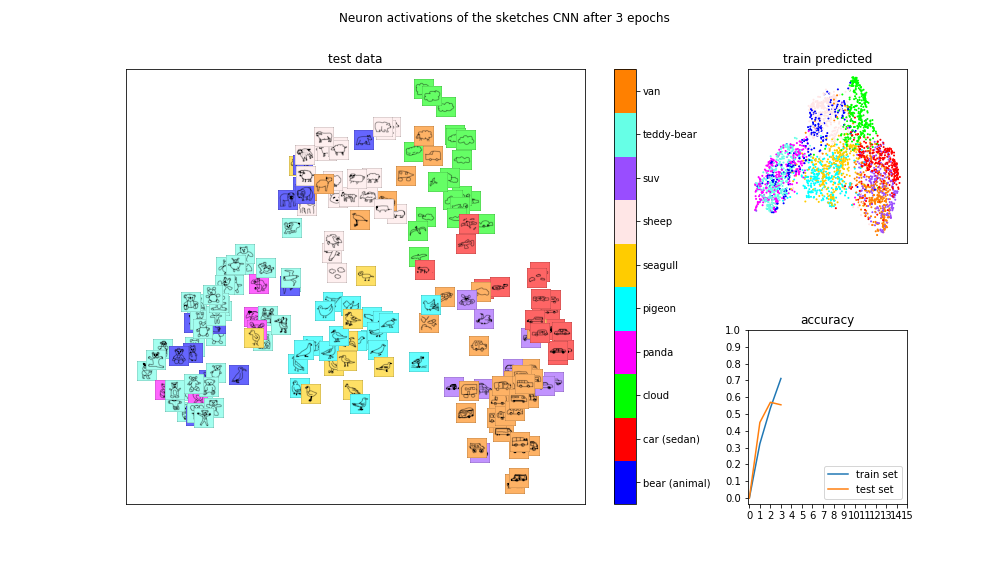 Neuron activations of the sketches CNN after 3 epochs
test data
van
teddy-bear
suv
sheep
seagull
pigeon
panda
cloud
car (sedan)
bear (animal)
train predicted
accuracy
1.0
0.9
0.8
0.7
0.6
0.5
0.4
0.3
0.2
0.1
0.0
train set
test set
0 1 2 3 4 5 6 7 8 9 10 11 12 13 14 15